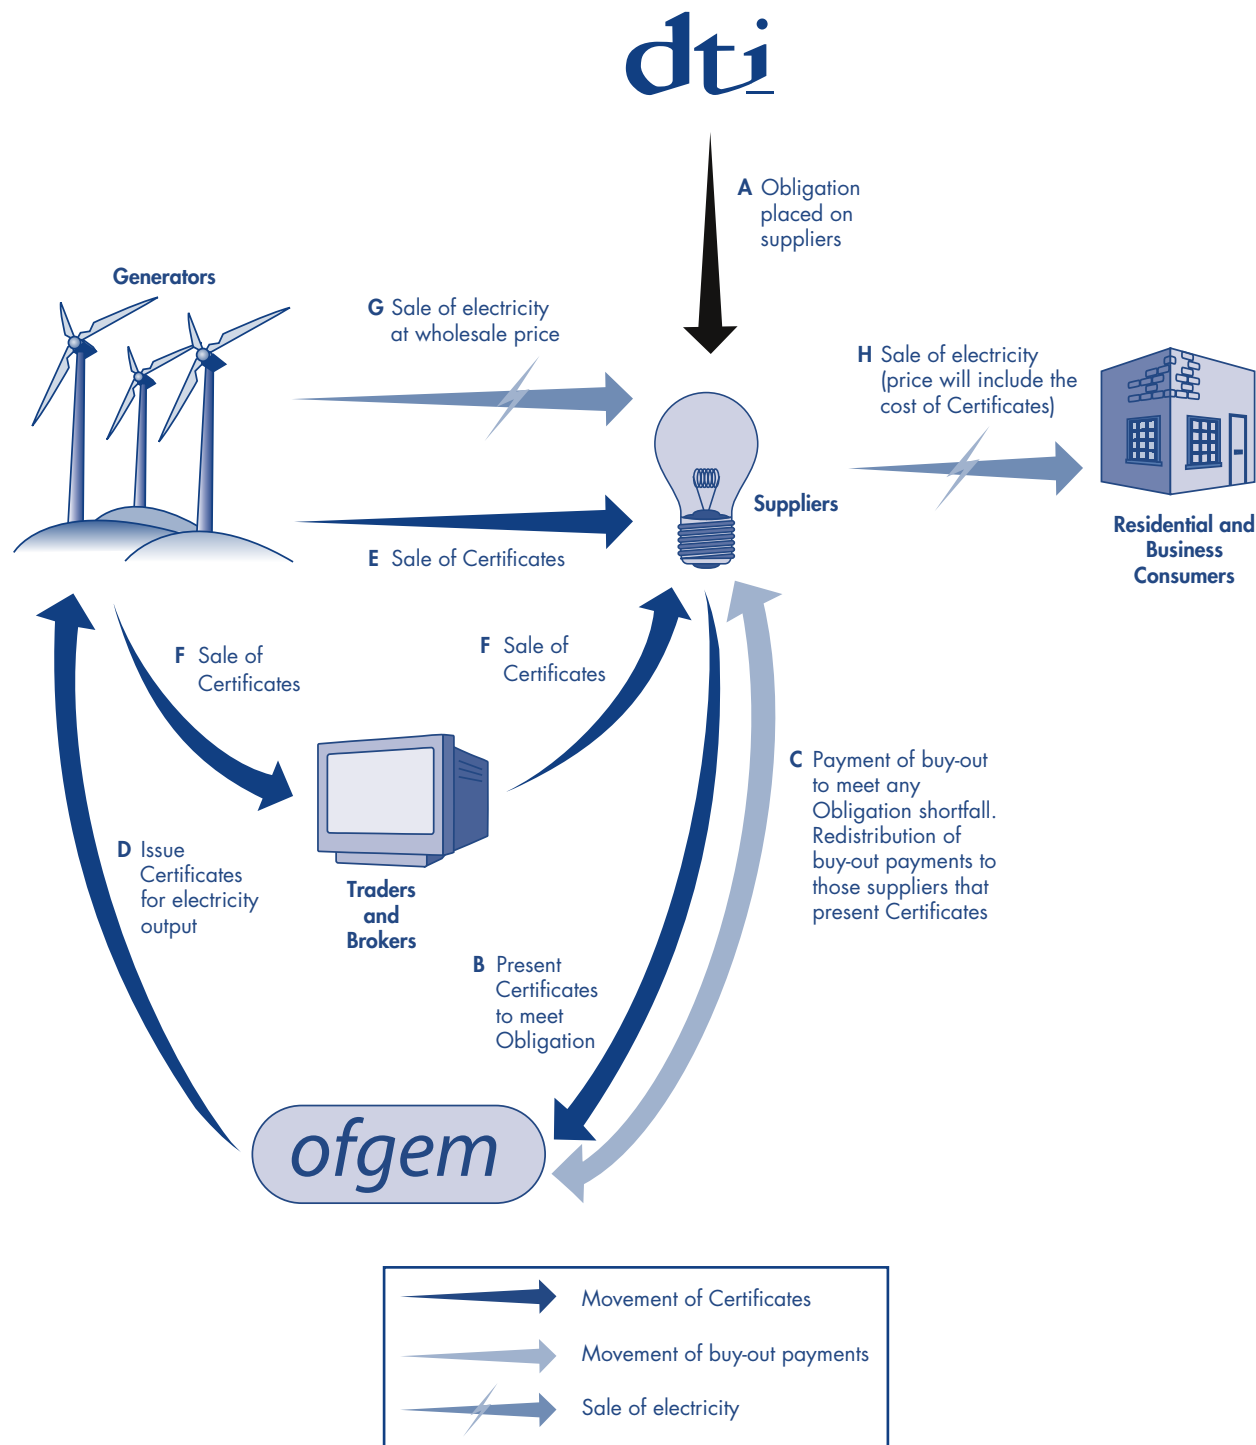 dti
A Obligation
placed on
suppliers
Generators
G Sale of electricity
at wholesale price
H Sale of electricity
(price will include the
cost of Certificates)
Suppliers
Residential and
Business
Consumers
E Sale of Certificates
F Sale of
Certificates
F Sale of
Certificates
C Payment of buy-out
to meet any
Obligation shortfall.
Redistribution of
buy-out payments to
those suppliers that
present Certificates
D Issue
Certificates
for electricity
output
Traders
and
Brokers
B Present
Certificates
to meet
Obligation
ofgem
Movement of Certificates
Movement of buy-out payments
Sale of electricity